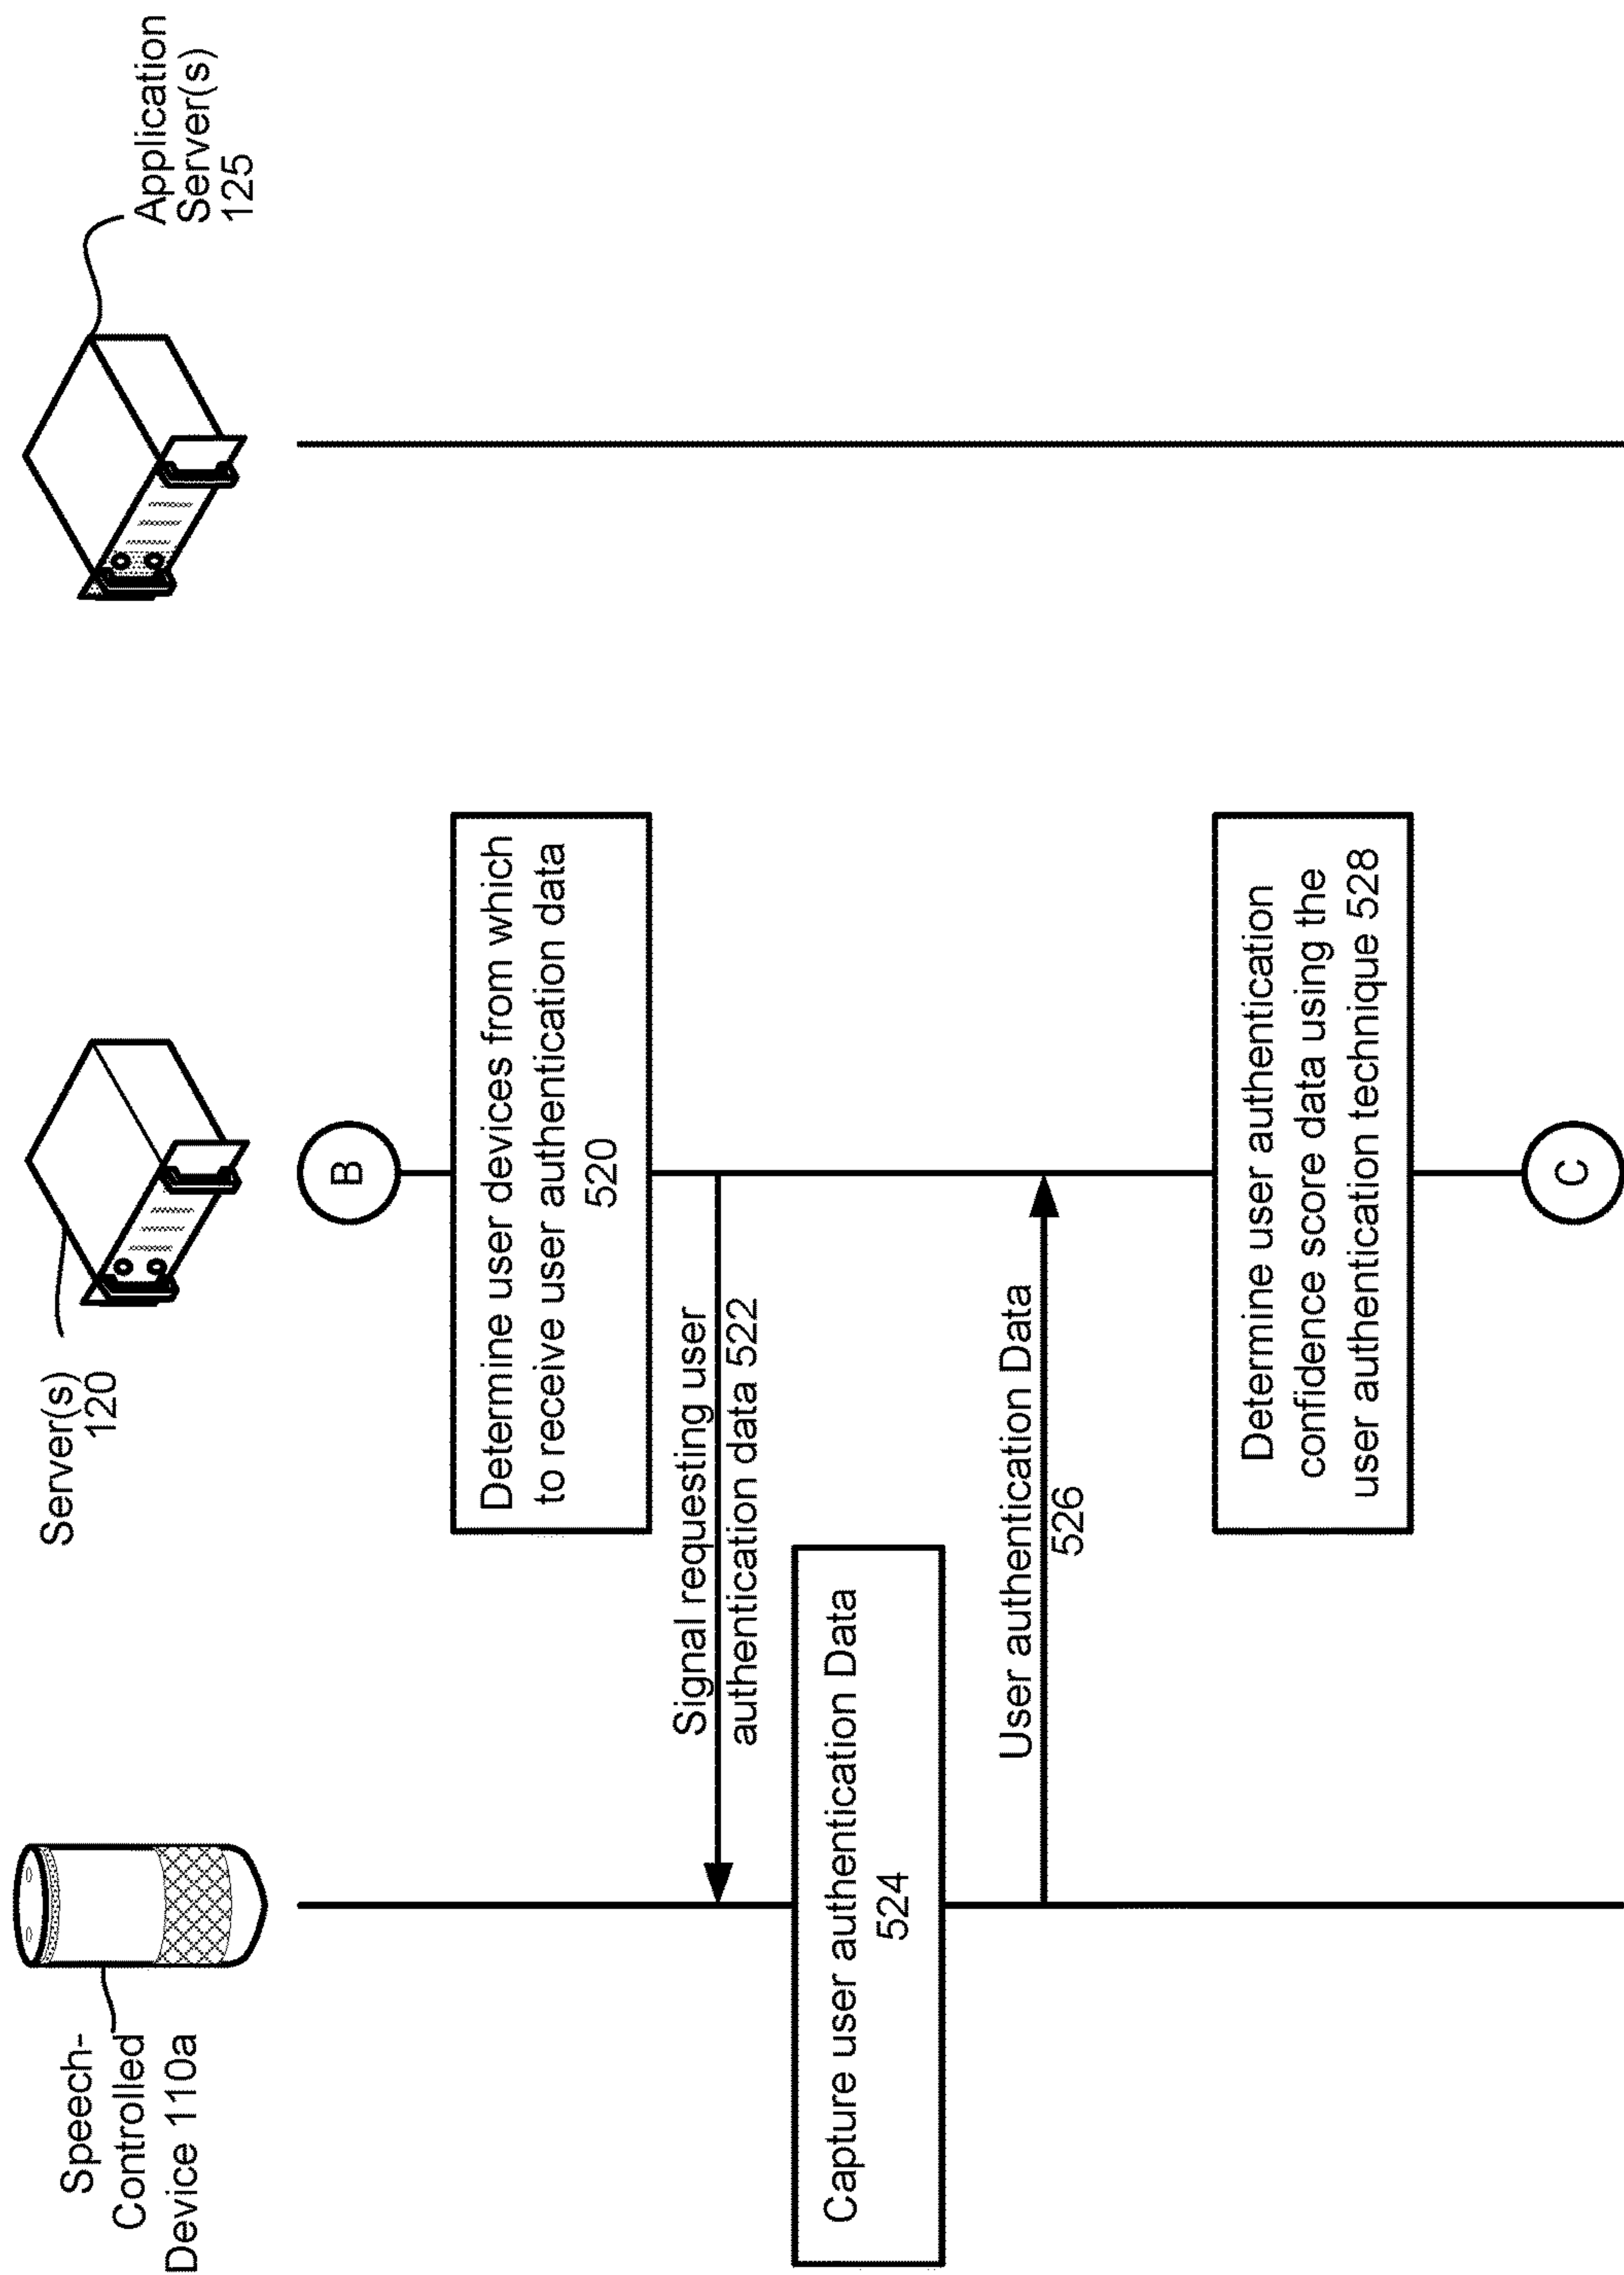 Speech-
Controlled
Device 110a
Server(s)
120
Application
Server(s)
125
B
Determine user devices from which
to receive user authentication data
520
Signal requesting user
authentication data 522
Capture user authentication Data
524
User authentication Data
526
Determine user authentication
confidence score data using the
user authentication technique 528
C